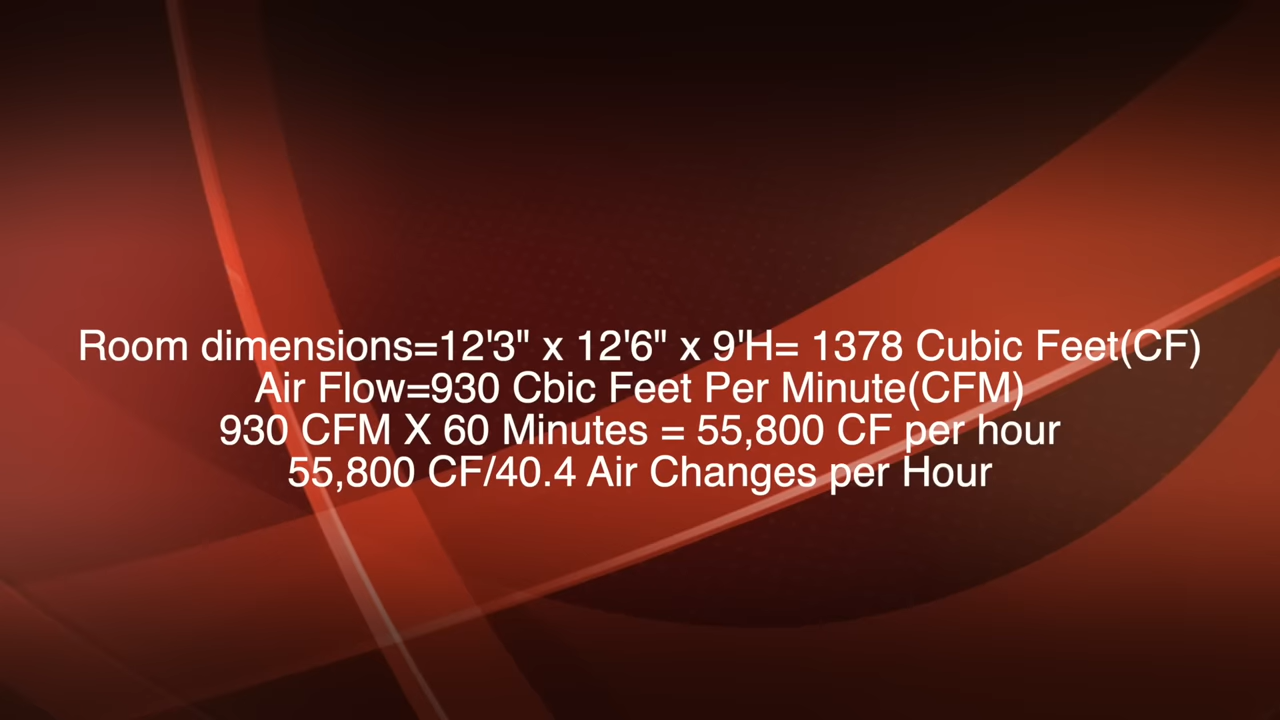 Room dimensions=12'3" x 12'6" x 9'H= 1378 Cubic Feet(CF)
Air Flow=930 Cbic Feet Per Minute(CFM)
930 CFM X 60 Minutes = 55,800 CF per hour
55,800 CF/40.4 Air Changes per Hour